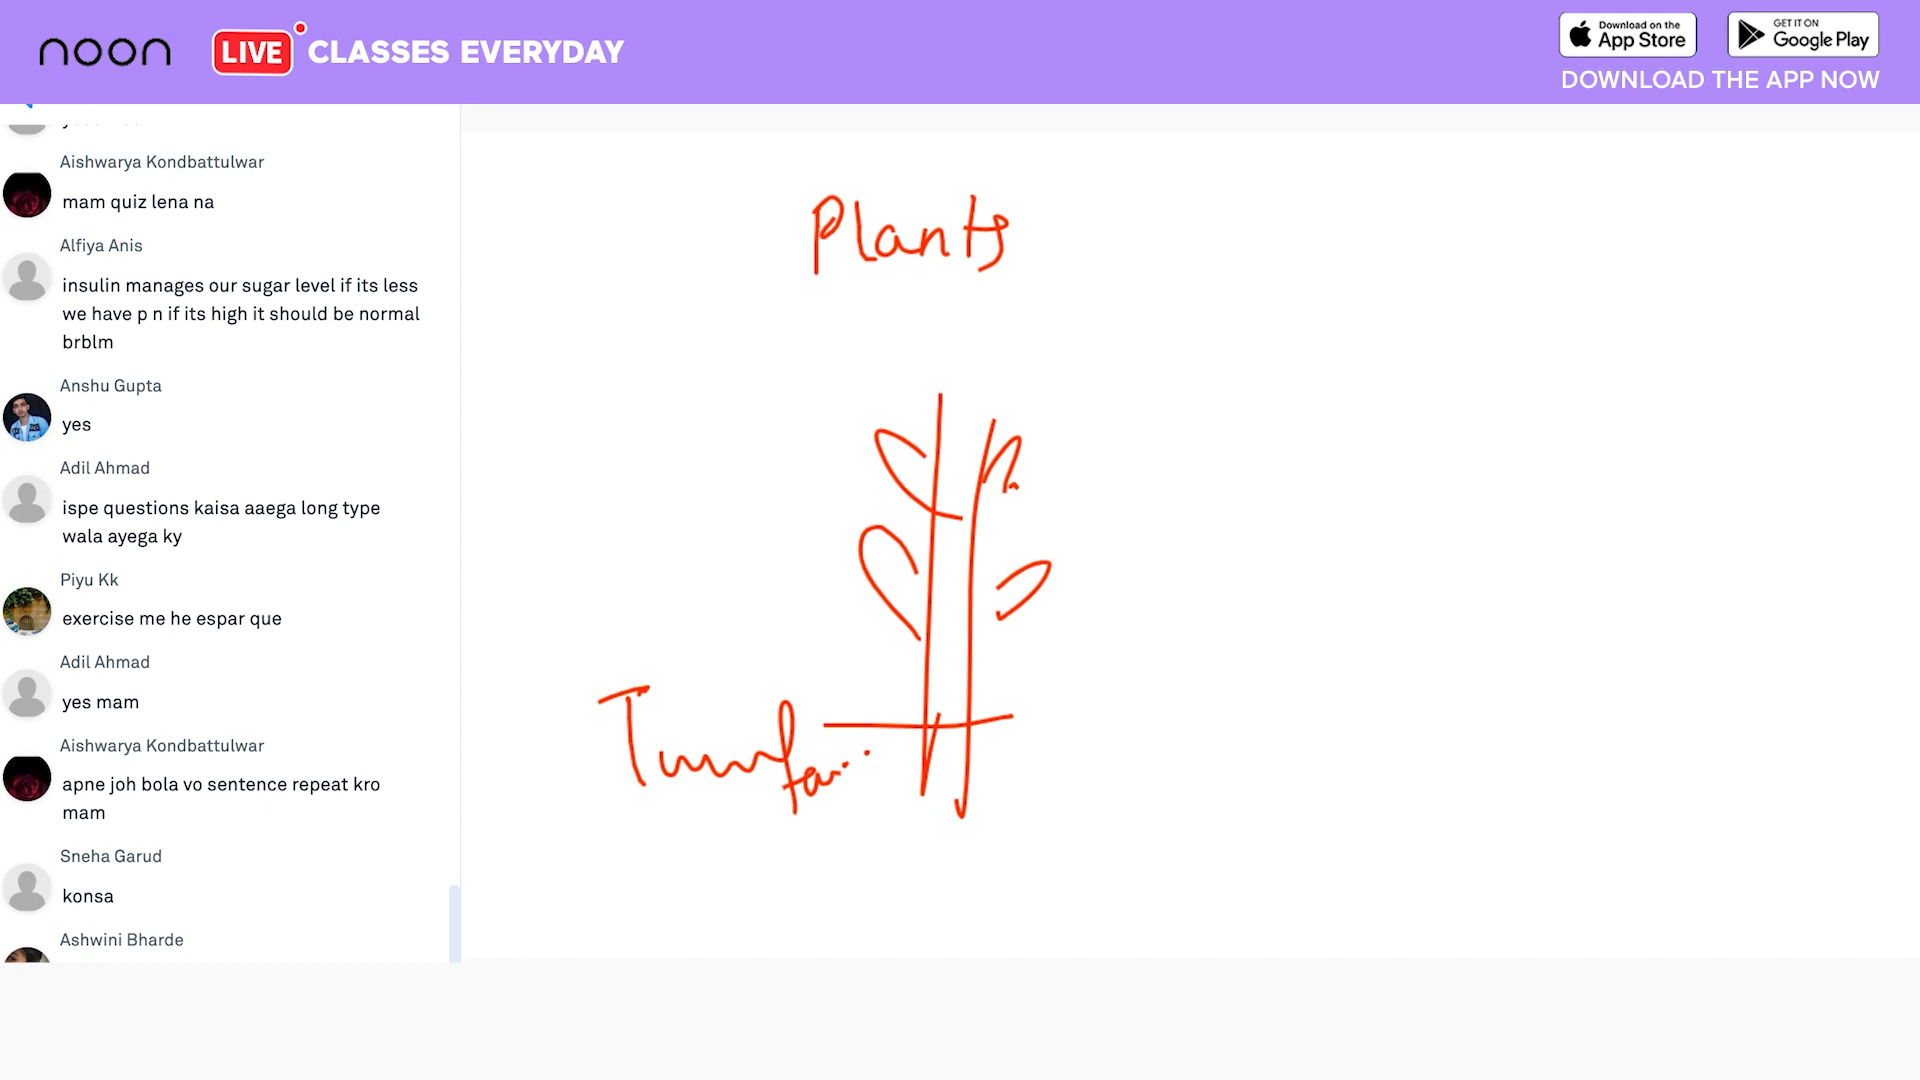 noon
LIVE CLASSES EVERYDAY
Download on the
App Store
GET IT ON
Google Play
DOWNLOAD THE APP NOW
Aishwarya Kondbattulwar
mam quiz lena na
Alfiya Anis
insulin manages our sugar level if its less
we have p n if its high it should be normal
brblm
Anshu Gupta
yes
Adil Ahmad
ispe questions kaisa aaega long type
wala ayega ky
Piyu Kk
exercise me he espar que
Adil Ahmad
yes mam
Aishwarya Kondbattulwar
apne joh bola vo sentence repeat kro
mam
Sneha Garud
konsa
Ashwini Bharde
Plants